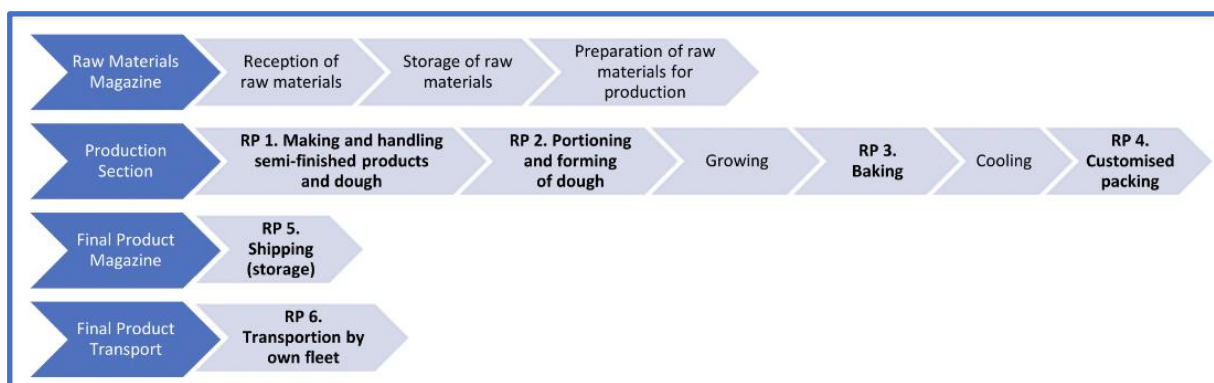 Raw Materials
Magazine
Reception of
raw materials
Storage of raw
materials
Preparation of raw
materials for
production
Production
Section
RP 1. Making and handling
semi-finished products
and dough
RP 2. Portioning
and forming
of dough
Growing
RP 3.
Baking
Cooling
RP 4.
Customised
packing
Final Product
Magazine
RP 5.
Shipping
(storage)
Final Product
Transport
RP 6.
Transportion by
own fleet